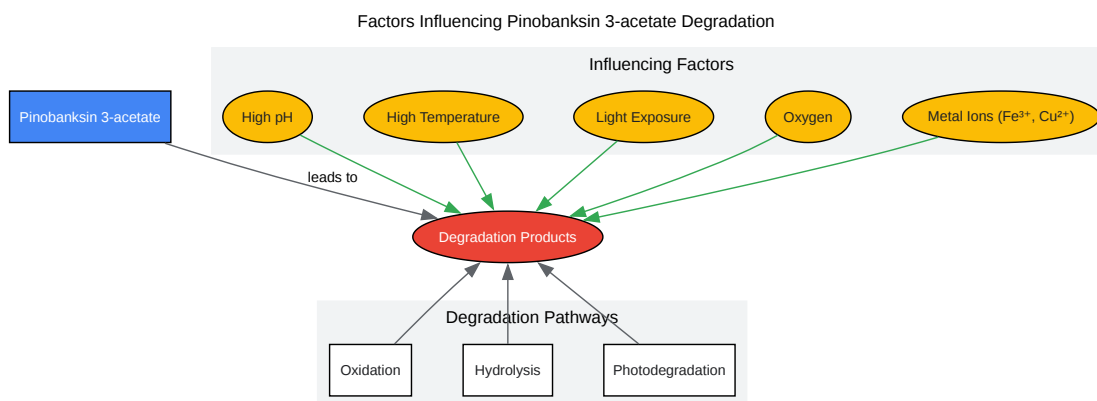 Factors Influencing Pinobanksin 3-acetate Degradation
Influencing Factors
Pinobanksin 3-acetate
High pH
High Temperature
Light Exposure
Oxygen
Metal Ions (Fe³⁺, Cu²⁺)
leads to
Degradation Products
Degradation Pathways
Oxidation
Hydrolysis
Photodegradation